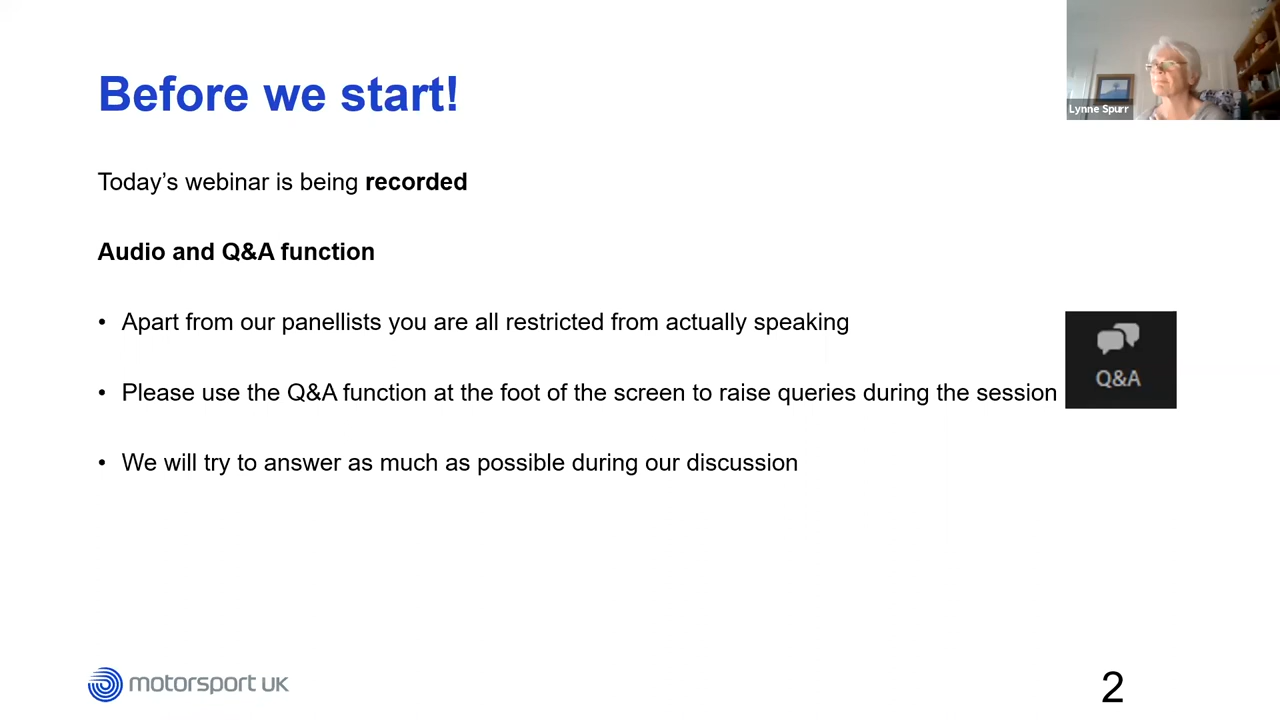 Before we start!
Lynne Spurr
Today’s webinar is being recorded
Audio and Q&A function
• Apart from our panellists you are all restricted from actually speaking
• Please use the Q&A function at the foot of the screen to raise queries during the session
Q&A
• We will try to answer as much as possible during our discussion
motorsport UK
2